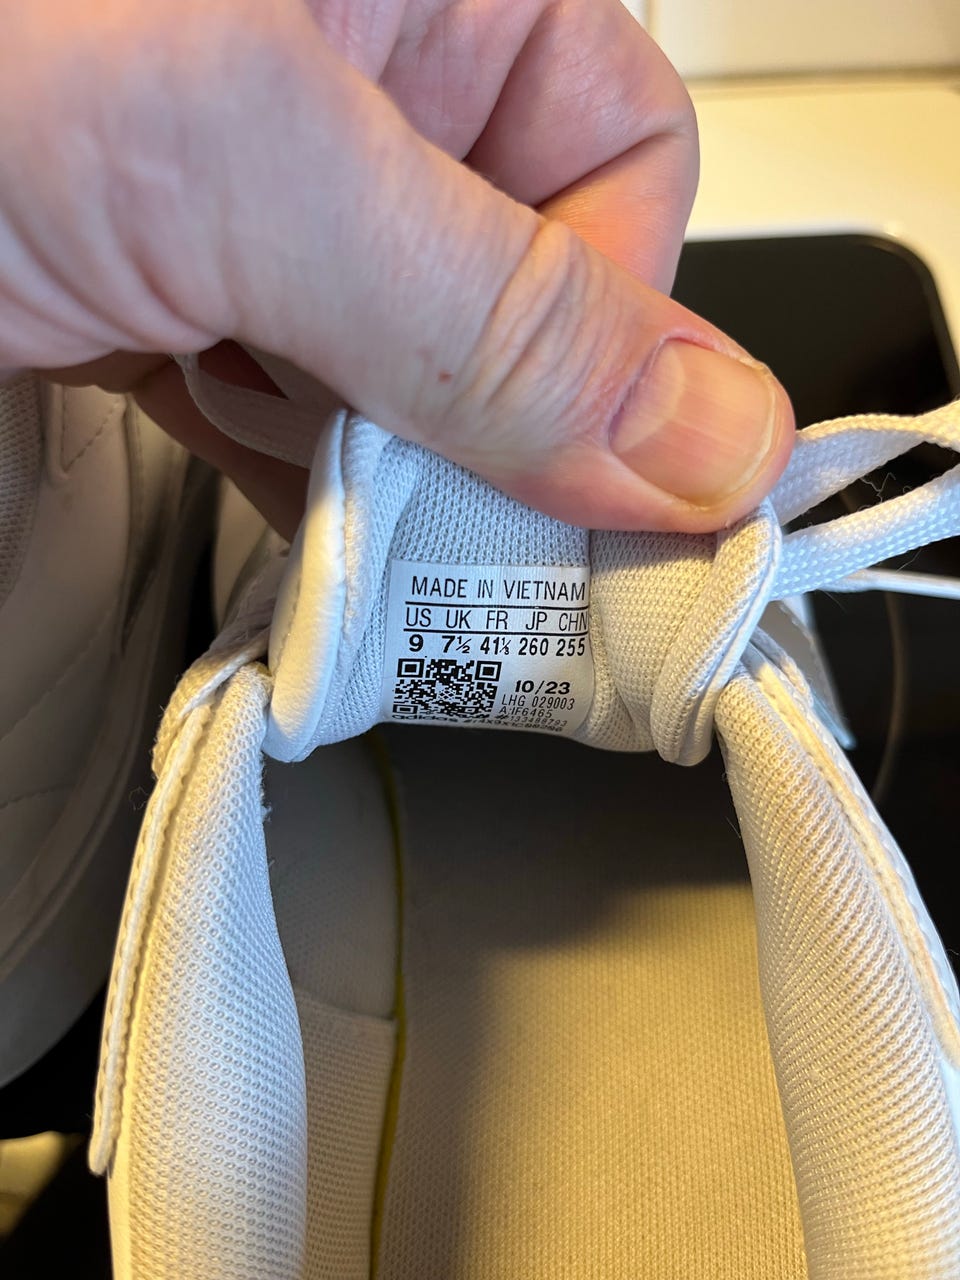 MADE IN VIETNAM
US UK FR JP CHN
9 7½ 41⅓ 260 255
10/23
LHG 029003
A:IF6465
adidas